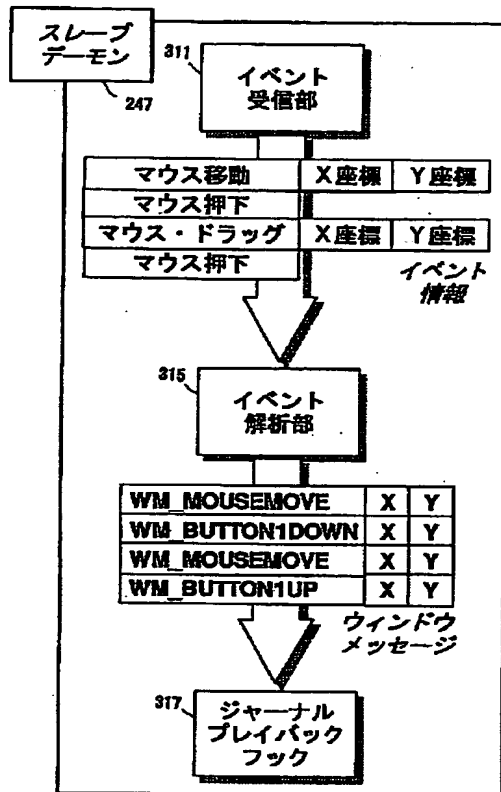 スレーブ
デーモン
247
311
イベント
受信部
マウス移動 X座標 Y座標
マウス押下
マウス・ドラッグ X座標 Y座標
マウス押下
イベント
情報
315
イベント
解析部
WM_MOUSEMOVE X Y
WM_BUTTON1DOWN X Y
WM_MOUSEMOVE X Y
WM_BUTTON1UP X Y
ウィンドウ
メッセージ
317
ジャーナル
プレイバック
フック